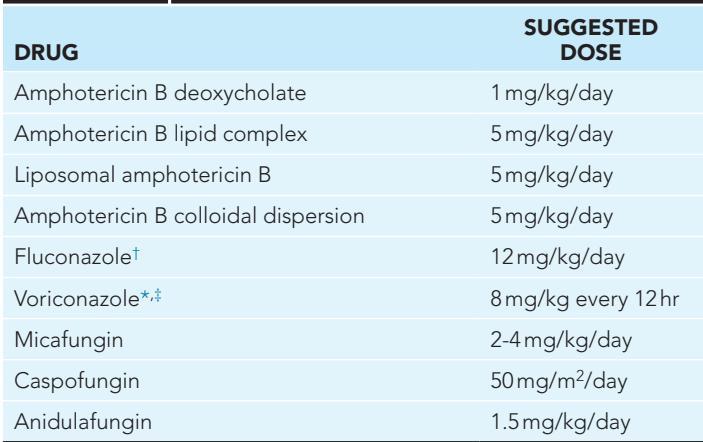 DRUG SUGGESTED DOSE
Amphotericin B deoxycholate 1 mg/kg/day
Amphotericin B lipid complex 5 mg/kg/day
Liposomal amphotericin B 5 mg/kg/day
Amphotericin B colloidal dispersion 5 mg/kg/day
Fluconazole† 12 mg/kg/day
Voriconazole*,‡ 8 mg/kg every 12 hr
Micafungin 2-4 mg/kg/day
Caspofungin 50 mg/m²/day
Anidulafungin 1.5 mg/kg/day